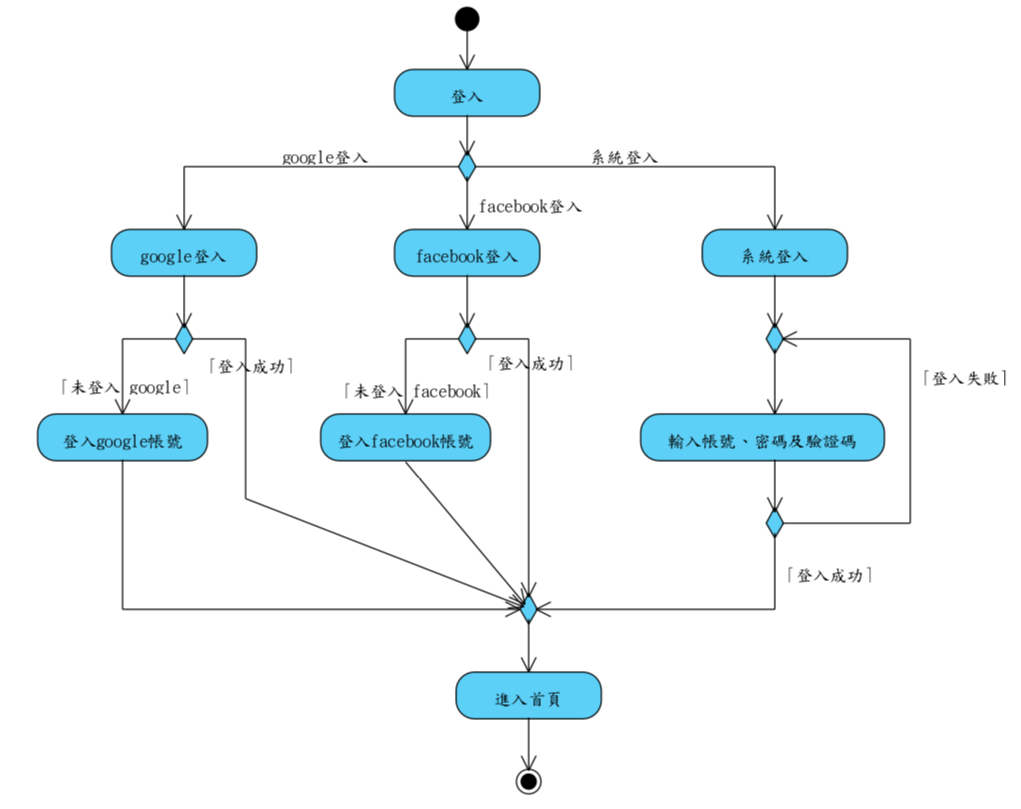 登入
google登入
系統登入
facebook登入
google登入
facebook登入
系統登入
「登入成功」
「登入成功」
「登入失敗」
「未登入 google」
「未登入 facebook」
登入google帳號
登入facebook帳號
輸入帳號、密碼及驗證碼
「登入成功」
進入首頁